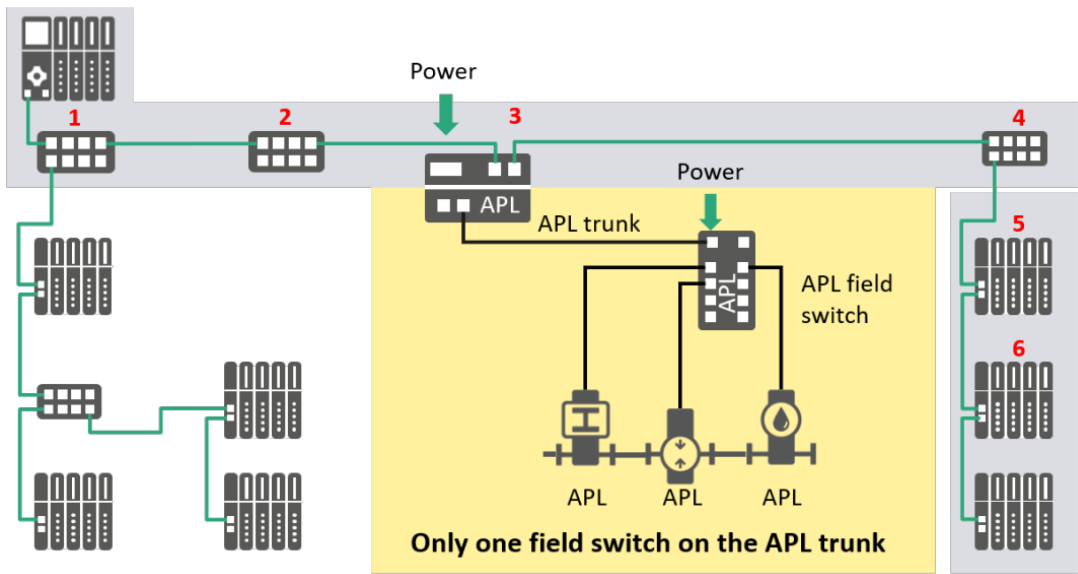 Power
1
2
3
4
APL
Power
APL trunk
5
APL
APL field
switch
6
APL
APL
APL
Only one field switch on the APL trunk